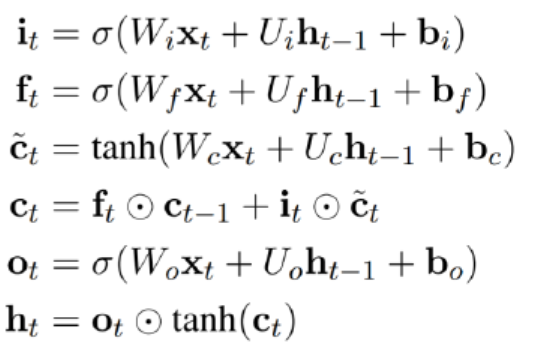 i_t = σ(W_i x_t + U_i h_{t−1} + b_i)
f_t = σ(W_f x_t + U_f h_{t−1} + b_f)
c̃_t = tanh(W_c x_t + U_c h_{t−1} + b_c)
c_t = f_t ⊙ c_{t−1} + i_t ⊙ c̃_t
o_t = σ(W_o x_t + U_o h_{t−1} + b_o)
h_t = o_t ⊙ tanh(c_t)